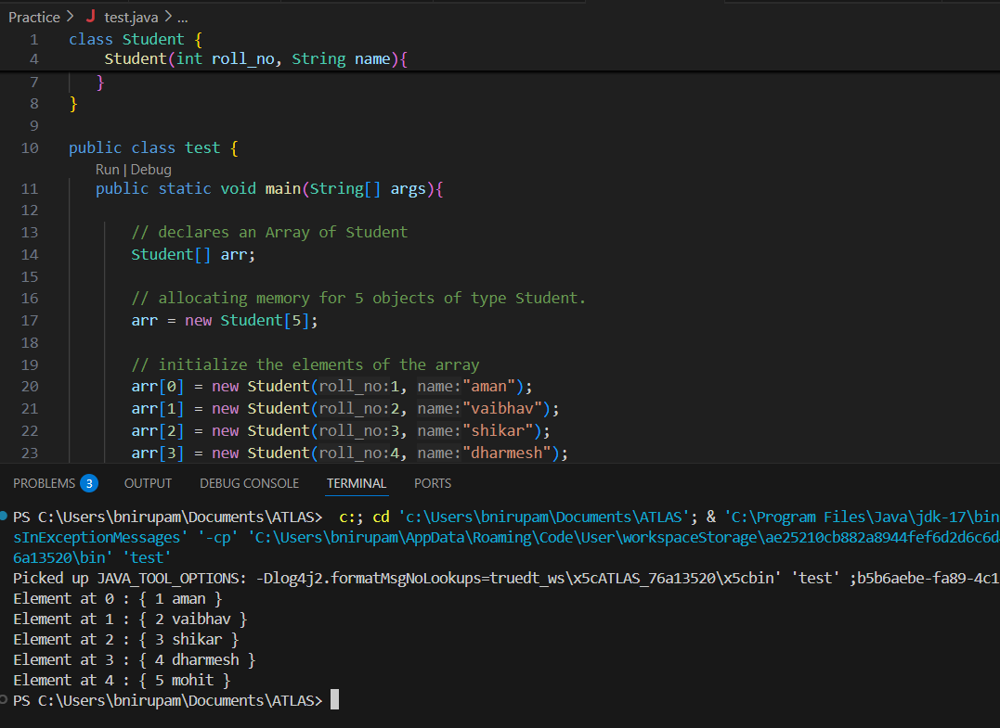 Practice > J test.java > ...
1 class Student {
4 Student(int roll_no, String name){
7 }
8 }
9
10 public class test {
Run | Debug
11 public static void main(String[] args){
12
13 // declares an Array of Student
14 Student[] arr;
15
16 // allocating memory for 5 objects of type Student.
17 arr = new Student[5];
18
19 // initialize the elements of the array
20 arr[0] = new Student(roll_no:1, name:"aman");
21 arr[1] = new Student(roll_no:2, name:"vaibhav");
22 arr[2] = new Student(roll_no:3, name:"shikar");
23 arr[3] = new Student(roll_no:4, name:"dharmesh");
PROBLEMS 3 OUTPUT DEBUG CONSOLE TERMINAL PORTS
PS C:\Users\bnirupam\Documents\ATLAS> c:; cd 'c:\Users\bnirupam\Documents\ATLAS'; & 'C:\Program Files\Java\jdk-17\bin
sInExceptionMessages' '-cp' 'C:\Users\bnirupam\AppData\Roaming\Code\User\workspaceStorage\ae25210cb882a8944fef6d2d6c6d
6a13520\bin' 'test'
Picked up JAVA_TOOL_OPTIONS: -Dlog4j2.formatMsgNoLookups=truedt_ws\x5cATLAS_76a13520\x5cbin' 'test' ;b5b6aebe-fa89-4c1
Element at 0 : { 1 aman }
Element at 1 : { 2 vaibhav }
Element at 2 : { 3 shikar }
Element at 3 : { 4 dharmesh }
Element at 4 : { 5 mohit }
PS C:\Users\bnirupam\Documents\ATLAS>